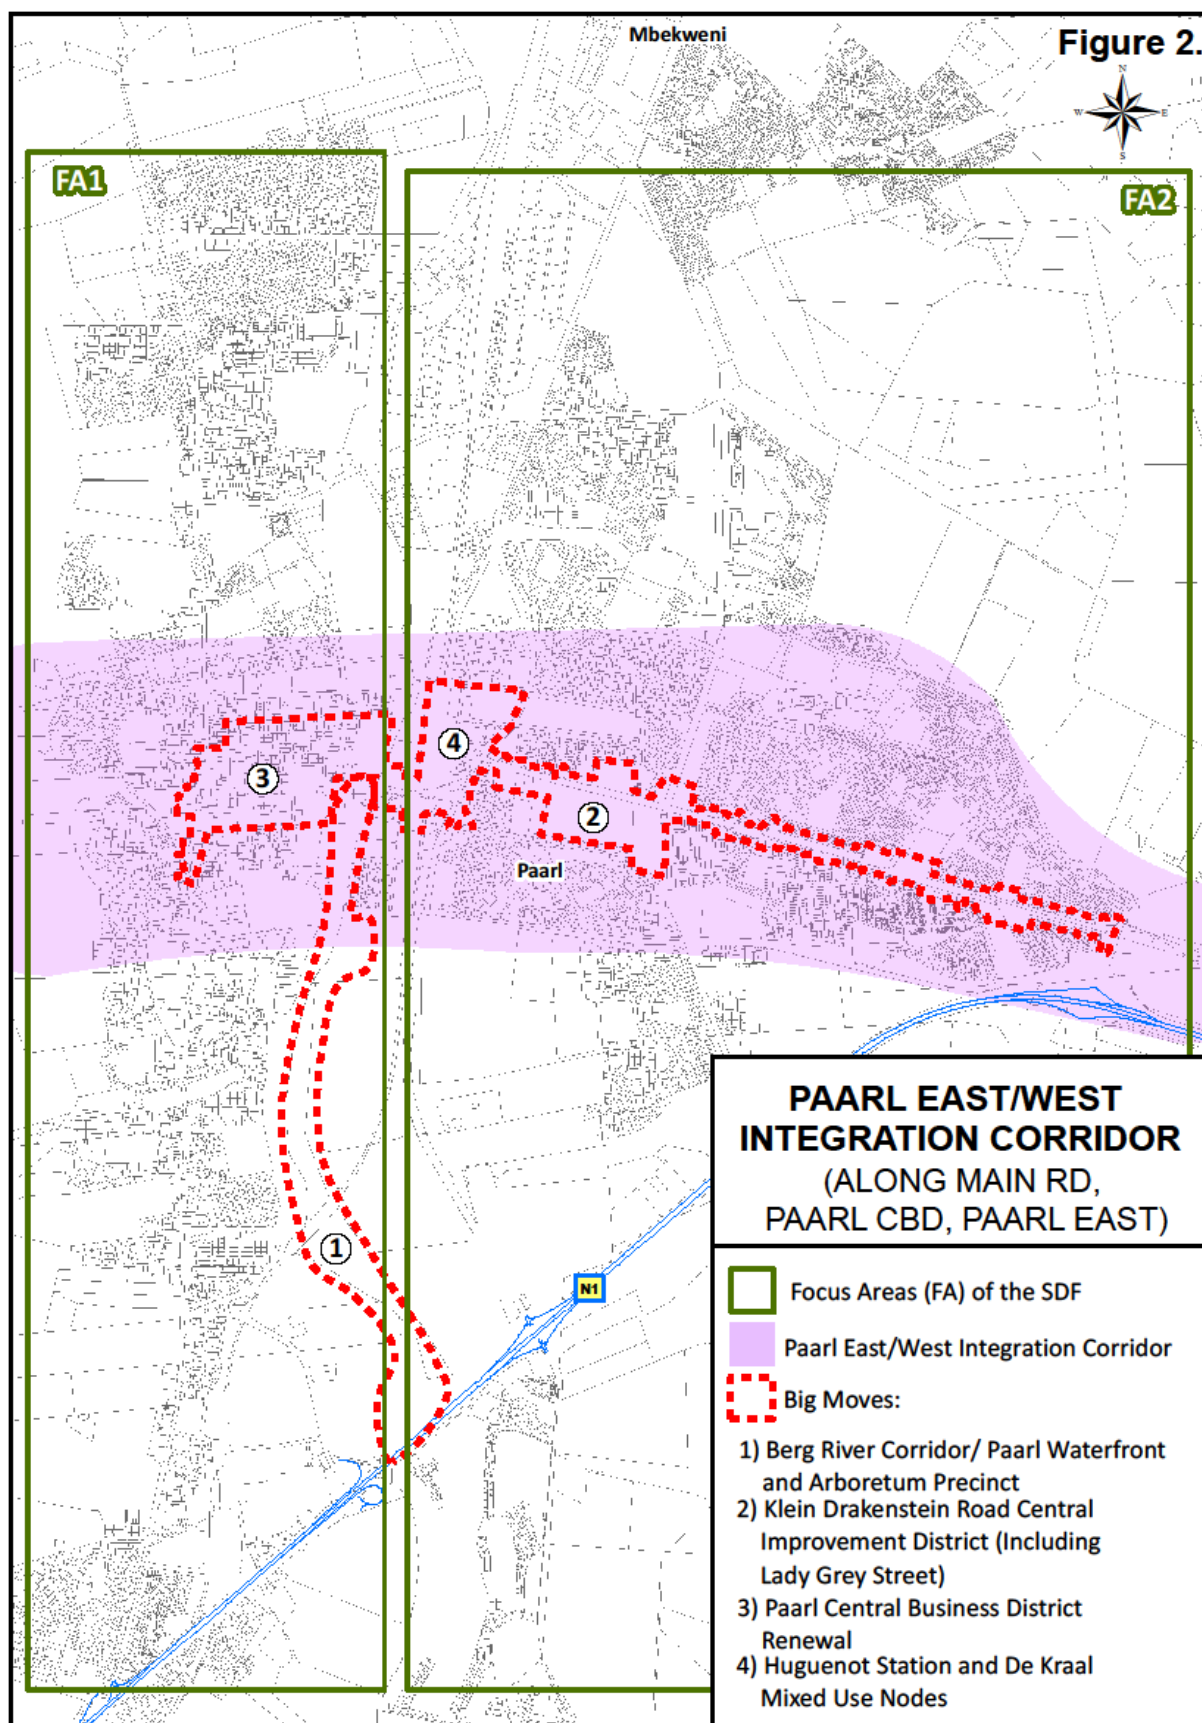 Mbekweni
Figure 2.
N
W E
S
FA1
FA2
4
3
2
Paarl
1
N1
PAARL EAST/WEST
INTEGRATION CORRIDOR
(ALONG MAIN RD,
PAARL CBD, PAARL EAST)
Focus Areas (FA) of the SDF
Paarl East/West Integration Corridor
Big Moves:
1) Berg River Corridor/ Paarl Waterfront
and Arboretum Precinct
2) Klein Drakenstein Road Central
Improvement District (Including
Lady Grey Street)
3) Paarl Central Business District
Renewal
4) Huguenot Station and De Kraal
Mixed Use Nodes